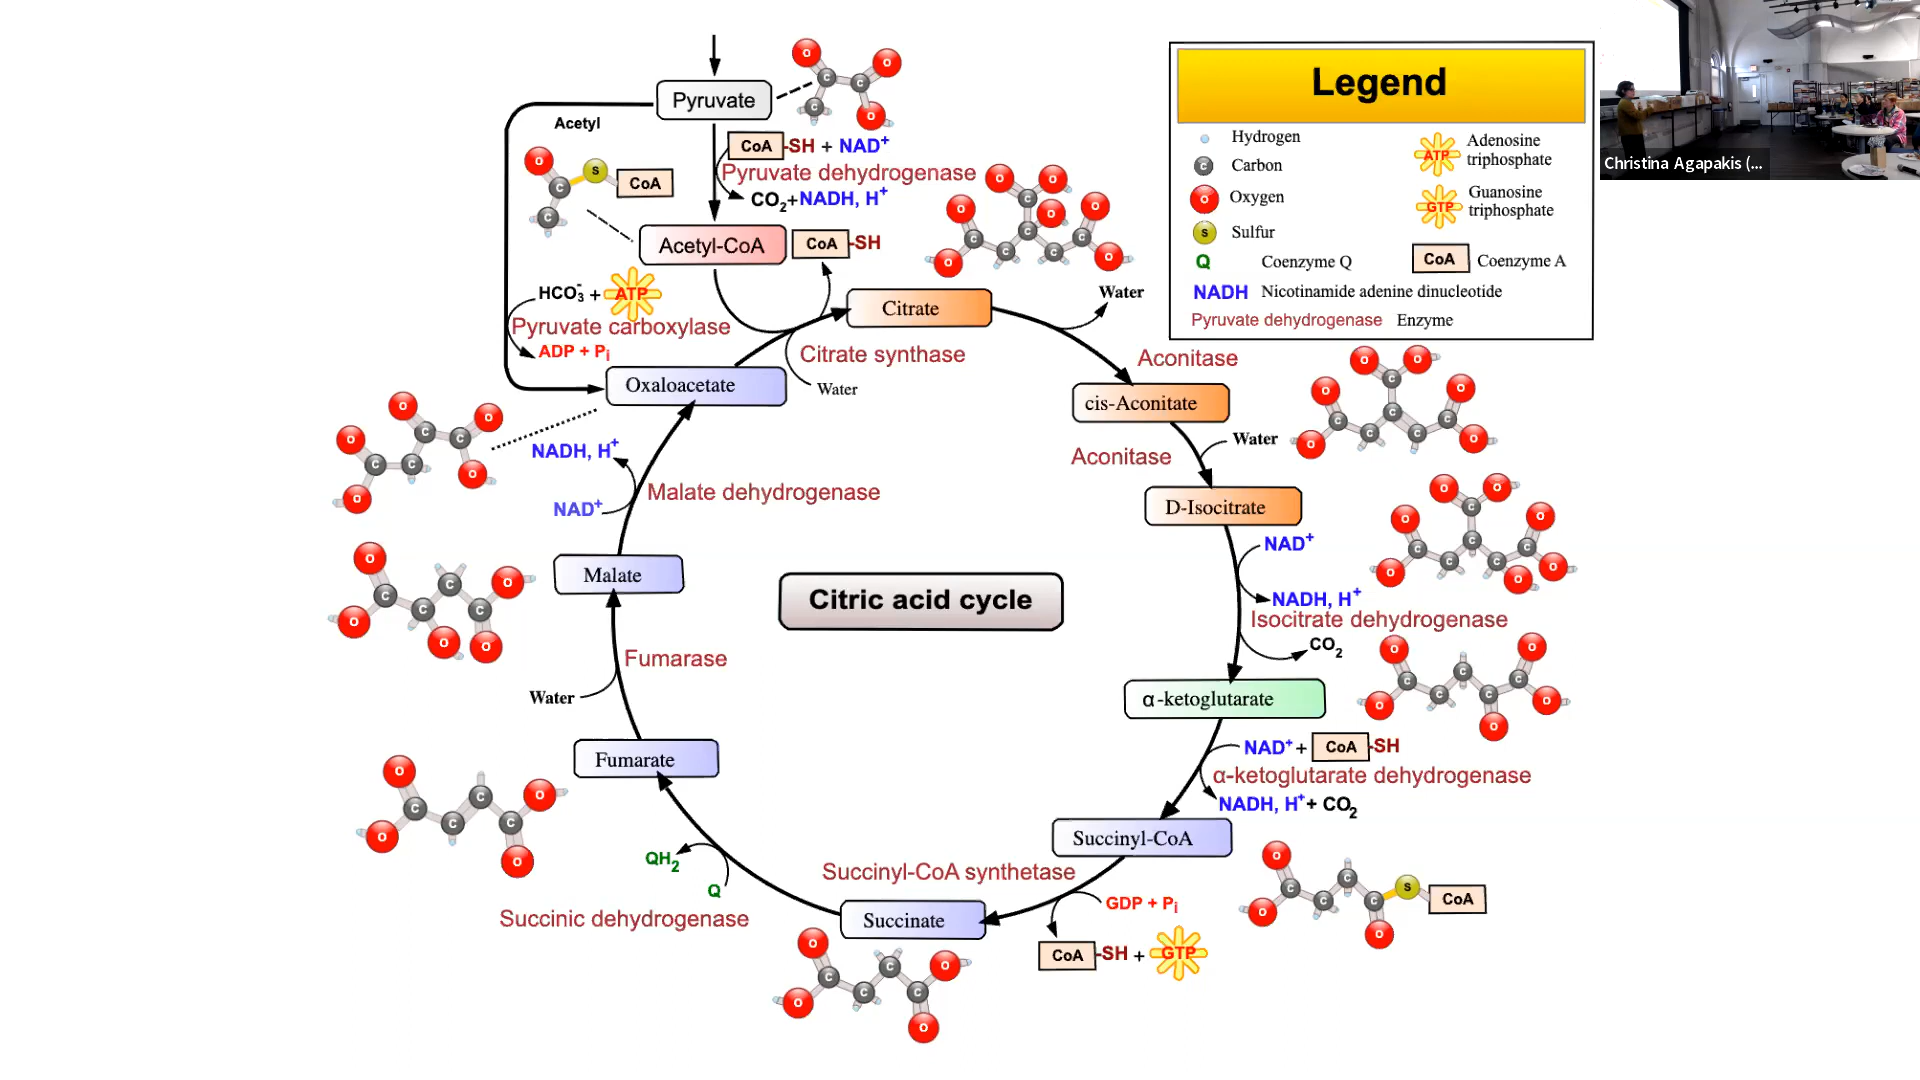 Pyruvate
Acetyl
CoA -SH + NAD⁺
Pyruvate dehydrogenase
CO₂+NADH, H⁺
S CoA
Acetyl-CoA
CoA -SH
HCO₃⁻ + ATP
Pyruvate carboxylase
ADP + Pᵢ
Citrate
Water
Citrate synthase
Water
Oxaloacetate
Aconitase
cis-Aconitate
Water
Aconitase
D-Isocitrate
NAD⁺
NADH, H⁺
Isocitrate dehydrogenase
CO₂
α-ketoglutarate
NAD⁺ + CoA -SH
α-ketoglutarate dehydrogenase
NADH, H⁺ + CO₂
Succinyl-CoA
S CoA
Succinyl-CoA synthetase
GDP + Pᵢ
CoA -SH + GTP
Succinate
Succinic dehydrogenase
Q
QH₂
Fumarate
Water
Fumarase
Malate
NAD⁺
Malate dehydrogenase
NADH, H⁺
Citric acid cycle
Legend
Hydrogen
C Carbon
O Oxygen
S Sulfur
Q Coenzyme Q
NADH Nicotinamide adenine dinucleotide
Pyruvate dehydrogenase Enzyme
ATP Adenosine
triphosphate
GTP Guanosine
triphosphate
CoA Coenzyme A
Christina Agapakis (...